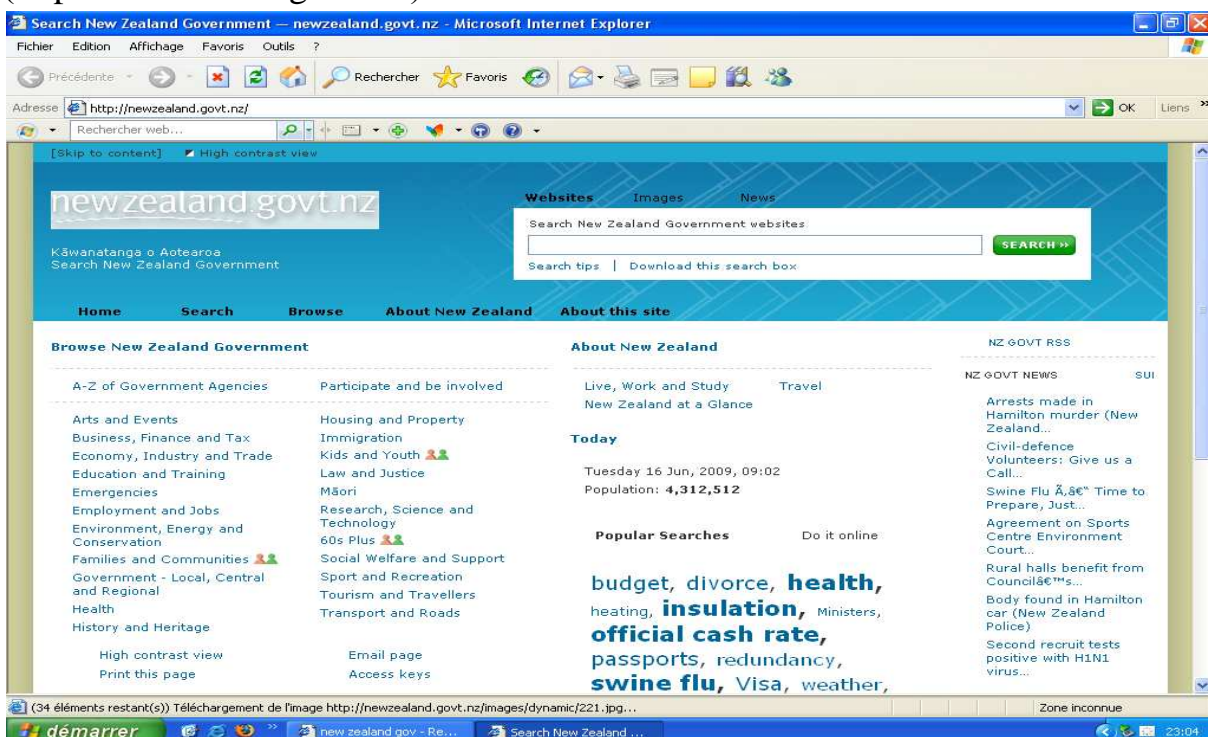 Search New Zealand Government — newzealand.govt.nz - Microsoft Internet Explorer
Fichier Edition Affichage Favoris Outils ?
Précédente Rechercher Favoris
Adresse http://newzealand.govt.nz/ OK Liens »
Rechercher web...
[Skip to content] High contrast view
newzealand.govt.nz
Kāwanatanga o Aotearoa
Search New Zealand Government
Websites Images News
Search New Zealand Government websites
SEARCH »
Search tips | Download this search box
Home Search Browse About New Zealand About this site
Browse New Zealand Government
A-Z of Government Agencies
Participate and be involved
Arts and Events
Business, Finance and Tax
Economy, Industry and Trade
Education and Training
Emergencies
Employment and Jobs
Environment, Energy and
Conservation
Families and Communities
Government - Local, Central
and Regional
Health
History and Heritage
Housing and Property
Immigration
Kids and Youth
Law and Justice
Māori
Research, Science and
Technology
60s Plus
Social Welfare and Support
Sport and Recreation
Tourism and Travellers
Transport and Roads
High contrast view
Print this page
Email page
Access keys
About New Zealand
Live, Work and Study Travel
New Zealand at a Glance
Today
Tuesday 16 Jun, 2009, 09:02
Population: 4,312,512
Popular Searches Do it online
budget, divorce, health,
heating, insulation, Ministers,
official cash rate,
passports, redundancy,
swine flu, Visa, weather,
NZ GOVT RSS
NZ GOVT NEWS SUI
Arrests made in
Hamilton murder (New
Zealand...
Civil-defence
Volunteers: Give us a
Call...
Swine Flu Ã‚â€“ Time to
Prepare, Just...
Agreement on Sports
Centre Environment
Court...
Rural halls benefit from
Councilâ€™s...
Body found in Hamilton
car (New Zealand
Police)
Second recruit tests
positive with H1N1
virus...
(34 éléments restant(s)) Téléchargement de l'image http://newzealand.govt.nz/images/dynamic/221.jpg...
Zone inconnue
démarrer » new zealand gov - Re... Search New Zealand ... 23:04